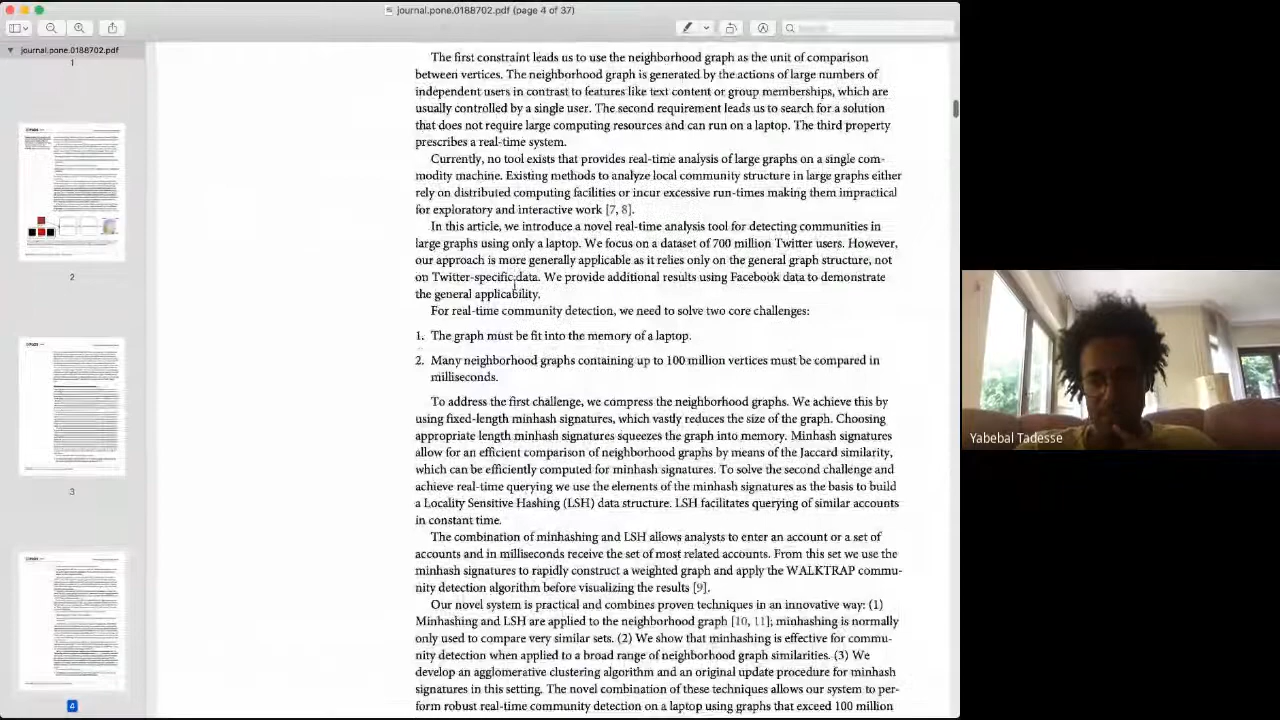 journal.pone.0188702.pdf (page 4 of 37)
Search
journal.pone.0188702.pdf
1
2
3
4
The first constraint leads us to use the neighborhood graph as the unit of comparison
between vertices. The neighborhood graph is generated by the actions of large numbers of
independent users in contrast to features like text content or group memberships, which are
usually controlled by a single user. The second requirement leads us to search for a solution
that does not require large computing resources and can run on a laptop. The third property
prescribes a real-time system.
Currently no tool exists that provides real-time analysis of large graphs on a single com-
modity machine. Existing methods to analyze local community structure in large graphs either
rely on distributed computing facilities or incur excessive run-times making them impractical
for exploratory and interactive work [7, 8].
In this article, we introduce a novel real-time analysis tool for detecting communities in
large graphs using only a laptop. We focus on a dataset of 700 million Twitter users. However,
our approach is more generally applicable as it relies only on the general graph structure, not
on Twitter-specific data. We provide additional results using Facebook data to demonstrate
the general applicability.
For real-time community detection, we need to solve two core challenges:
1. The graph must be fit into the memory of a laptop.
2. Many neighborhood graphs containing up to 100 million vertices must be compared in
milliseconds.
To address the first challenge, we compress the neighborhood graphs. We achieve this by
using fixed-length minhash signatures, which vastly reduces the size of the graph. Choosing
appropriate length minhash signatures squeezes the graph into memory. Minhash signatures
allow for an efficient comparison of neighborhood graphs by means of Jaccard similarity,
which can be efficiently computed for minhash signatures. To solve the second challenge and
achieve real-time querying we use the elements of the minhash signatures as the basis to build
a Locality Sensitive Hashing (LSH) data structure. LSH facilitates querying of similar accounts
in constant time.
The combination of minhashing and LSH allows analysts to enter an account or a set of
accounts and in milliseconds receive the set of most related accounts. From this set we use the
minhash signatures to rapidly construct a weighted graph and apply the WALKTRAP commu-
nity detection algorithm before visualizing the results [9].
Our novel system is practical and combines proven techniques in an innovative way: (1)
Minhashing and LSH are applied to the neighborhood graph [10, 11]; minhashing is normally
only used to similar sets. (2) We show that minhashing is effective for commu-
nity detection when applied to a broad range of neighborhood graph similarities. (3) We
develop an agglomerative clustering algorithm and an original update procedure for minhash
signatures in this setting. The novel combination of these techniques allows our system to per-
form robust real-time community detection on a laptop using graphs that exceed 100 million
Yabebal Tadesse